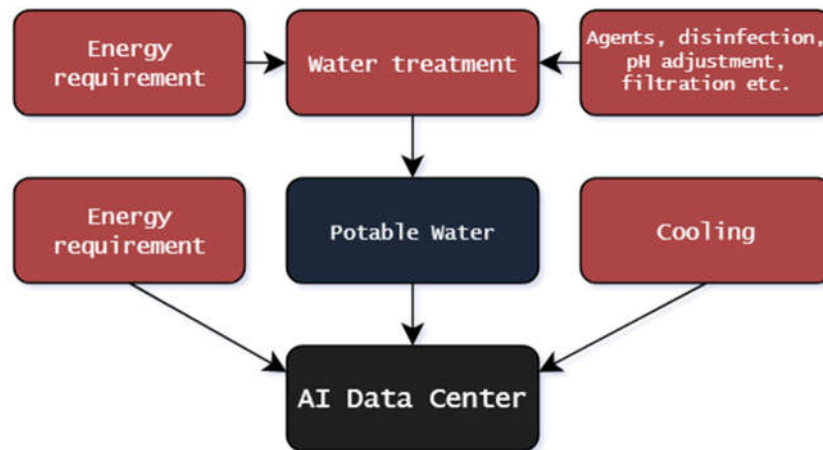 Energy
requirement
Water treatment
Agents, disinfection,
pH adjustment,
filtration etc.
Energy
requirement
Potable Water
Cooling
AI Data Center